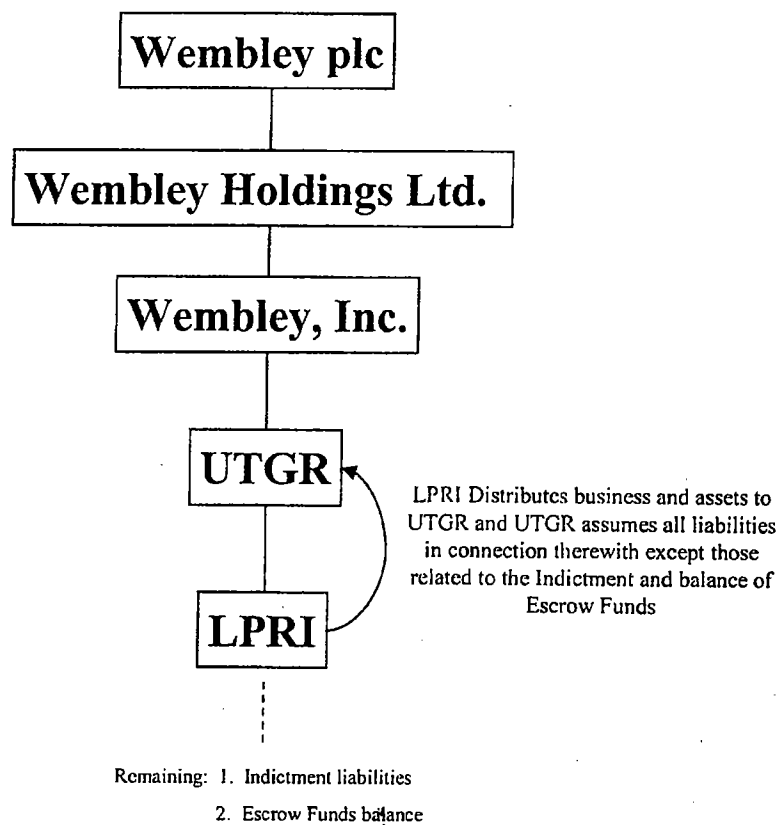 Wembley plc
Wembley Holdings Ltd.
Wembley, Inc.
UTGR
LPRI Distributes business and assets to
UTGR and UTGR assumes all liabilities
in connection therewith except those
related to the Indictment and balance of
Escrow Funds
LPRI
Remaining: 1. Indictment liabilities
2. Escrow Funds balance